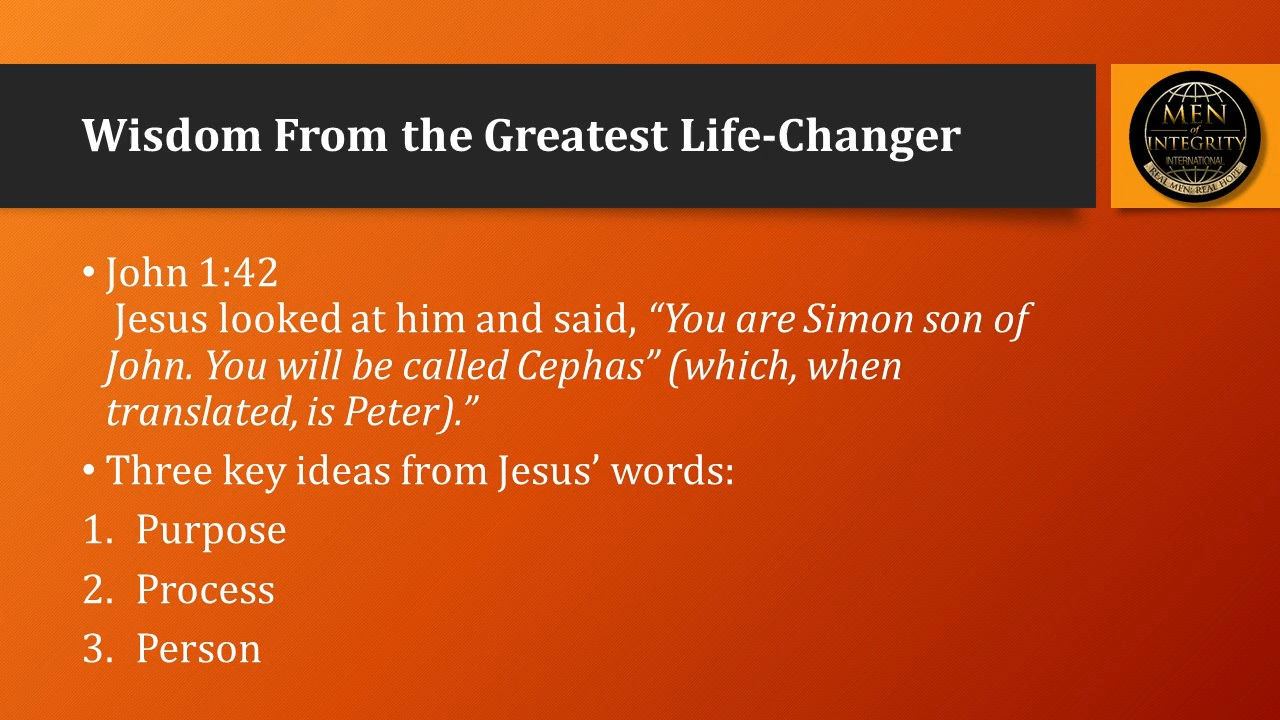 Wisdom From the Greatest Life-Changer
MEN
of
INTEGRITY
INTERNATIONAL
REAL MEN: REAL HOPE
• John 1:42
Jesus looked at him and said, “You are Simon son of
John. You will be called Cephas” (which, when
translated, is Peter).”
• Three key ideas from Jesus’ words:
1. Purpose
2. Process
3. Person